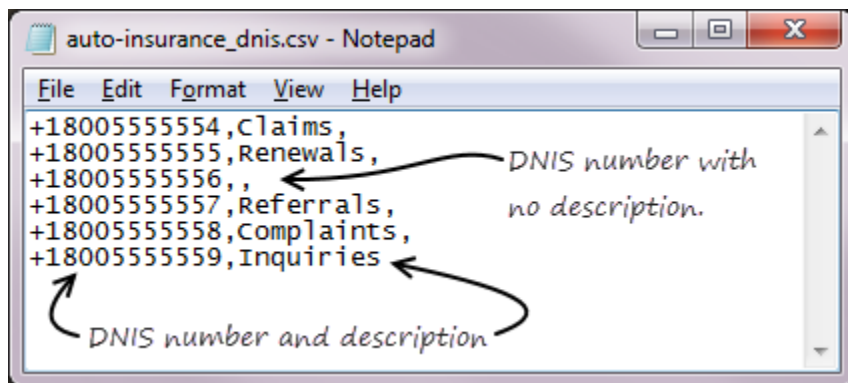 auto-insurance_dnis.csv - Notepad
File Edit Format View Help
+18005555554,Claims,
+18005555555,Renewals,
+18005555556,,
+18005555557,Referrals,
+18005555558,Complaints,
+18005555559,Inquiries
DNIS number with
no description.
DNIS number and description